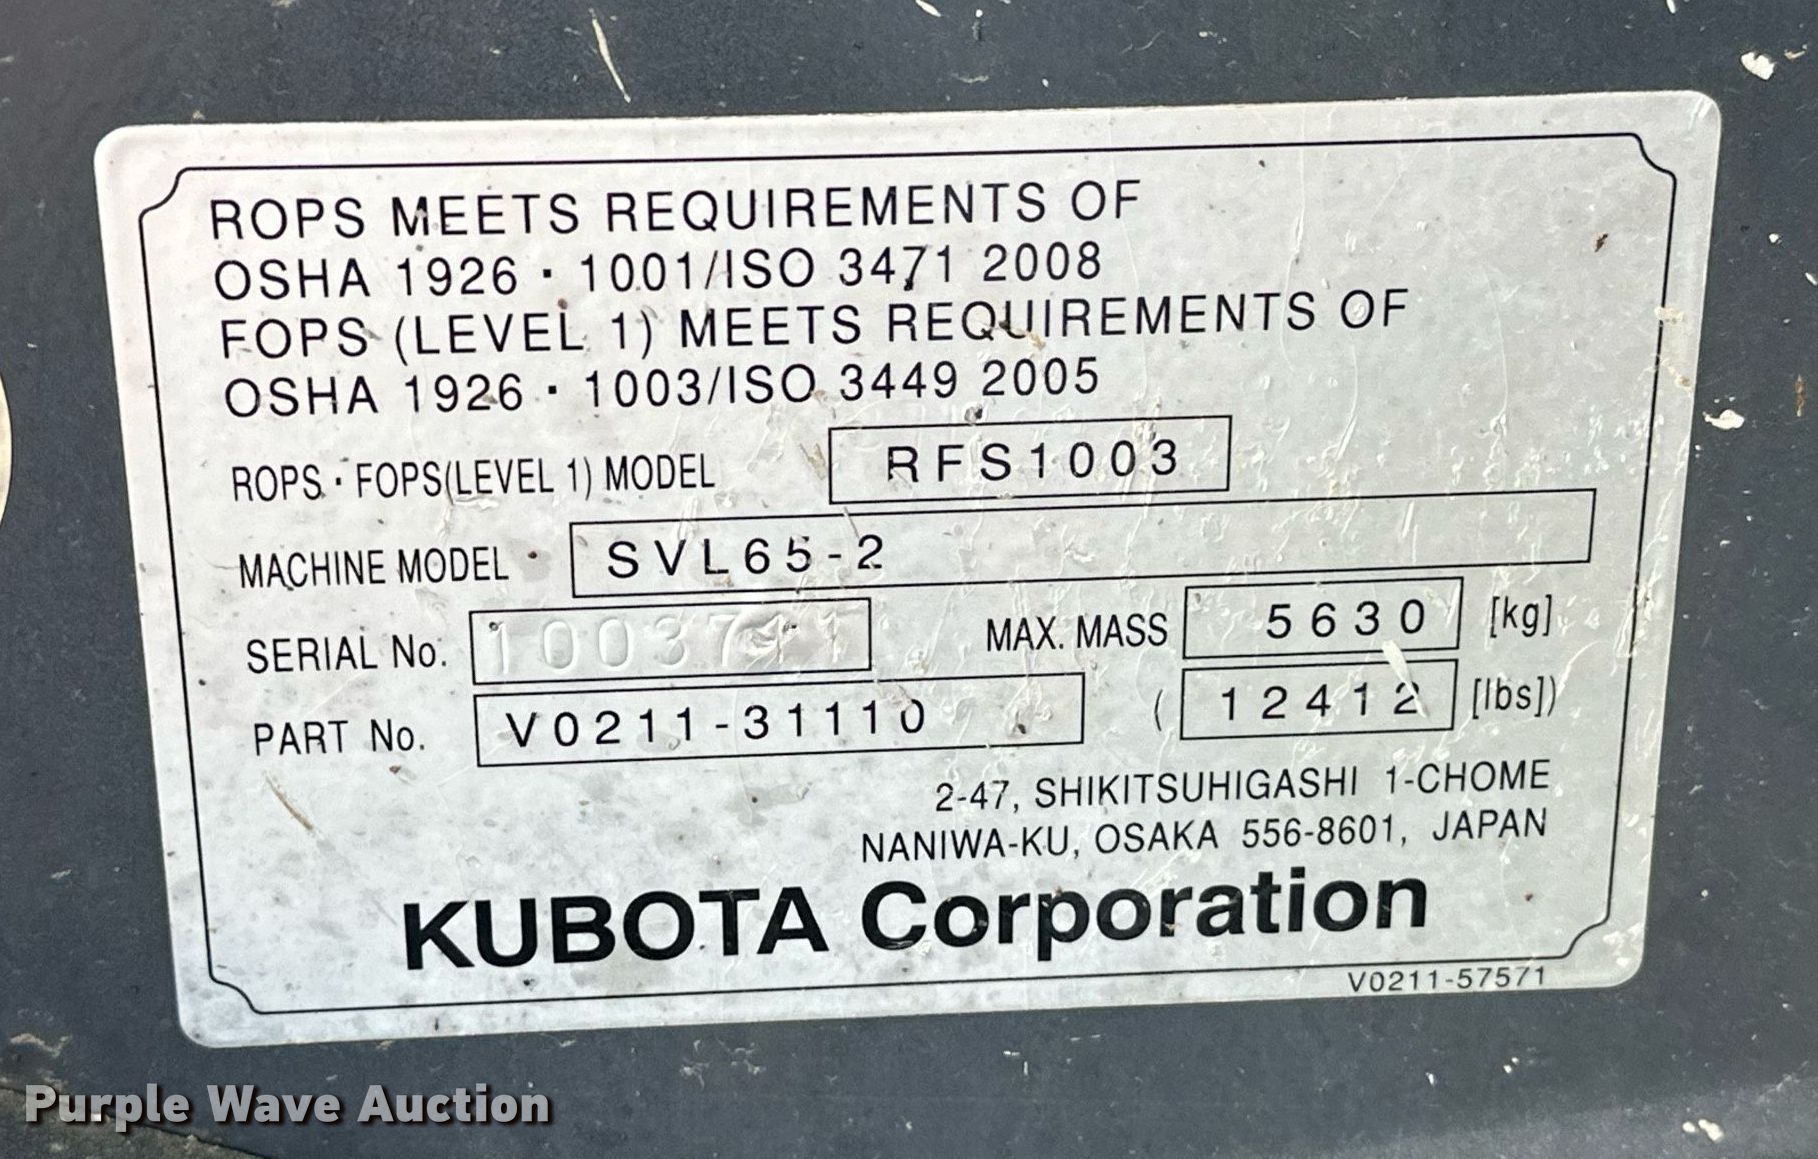 ROPS MEETS REQUIREMENTS OF
OSHA 1926 · 1001/ISO 3471 2008
FOPS (LEVEL 1) MEETS REQUIREMENTS OF
OSHA 1926 · 1003/ISO 3449 2005
ROPS · FOPS(LEVEL 1) MODEL RFS1003
MACHINE MODEL SVL65-2
SERIAL No. MAX. MASS 5630 [kg]
PART No. V0211-31110 (12412 [lbs])
2-47, SHIKITSUHIGASHI 1-CHOME
NANIWA-KU, OSAKA 556-8601, JAPAN
KUBOTA Corporation
V0211-57571
Purple Wave Auction